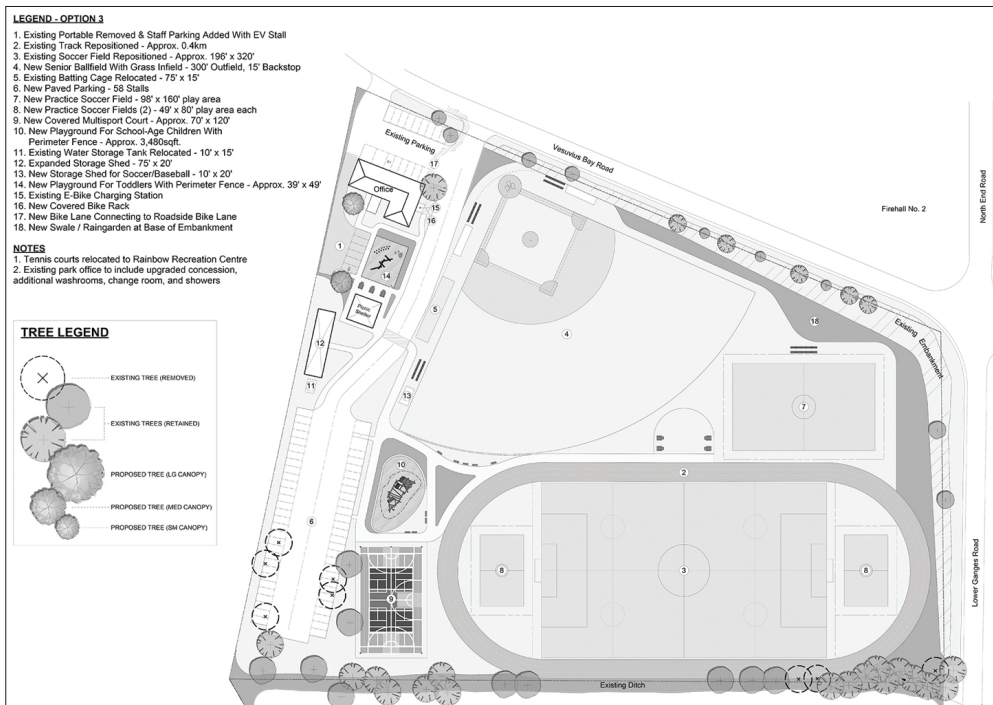 LEGEND - OPTION 3
1. Existing Portable Removed & Staff Parking Added With EV Stall
2. Existing Track Repositioned - Approx. 0.4km
3. Existing Soccer Field Repositioned - Approx. 196' x 320'
4. New Senior Ballfield With Grass Infield - 300' Outfield, 15' Backstop
5. Existing Batting Cage Relocated - 75' x 15'
6. New Paved Parking - 58 Stalls
7. New Practice Soccer Field - 98' x 160' play area
8. New Practice Soccer Fields (2) - 49' x 80' play area each
9. New Covered Multisport Court - Approx. 70' x 120'
10. New Playground For School-Age Children With
Perimeter Fence - Approx. 3,480sqft.
11. Existing Water Storage Tank Relocated - 10' x 15'
12. Expanded Storage Shed - 75' x 20'
13. New Storage Shed for Soccer/Baseball - 10' x 20'
14. New Playground For Toddlers With Perimeter Fence - Approx. 39' x 49'
15. Existing E-Bike Charging Station
16. New Covered Bike Rack
17. New Bike Lane Connecting to Roadside Bike Lane
18. New Swale / Raingarden at Base of Embankment
NOTES
1. Tennis courts relocated to Rainbow Recreation Centre
2. Existing park office to include upgraded concession,
additional washrooms, change room, and showers
TREE LEGEND
EXISTING TREE (REMOVED)
EXISTING TREES (RETAINED)
PROPOSED TREE (LG CANOPY)
PROPOSED TREE (MED CANOPY)
PROPOSED TREE (SM CANOPY)
Existing Parking
Vesuvius Bay Road
17
Office
15
16
Firehall No. 2
North End Road
1
14
Picnic
Shelter
5
4
18
Existing Embankment
12
11
13
7
10
2
6
8
3
8
9
Lower Ganges Road
Existing Ditch